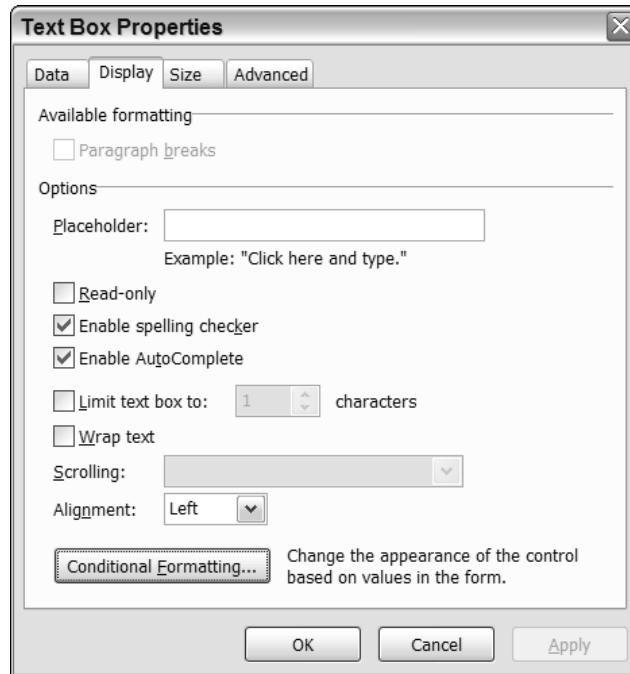 Text Box Properties
Data Display Size Advanced
Available formatting
Paragraph breaks
Options
Placeholder:
Example: "Click here and type."
Read-only
Enable spelling checker
Enable AutoComplete
Limit text box to: 1 characters
Wrap text
Scrolling:
Alignment: Left
Conditional Formatting... Change the appearance of the control
based on values in the form.
OK Cancel Apply